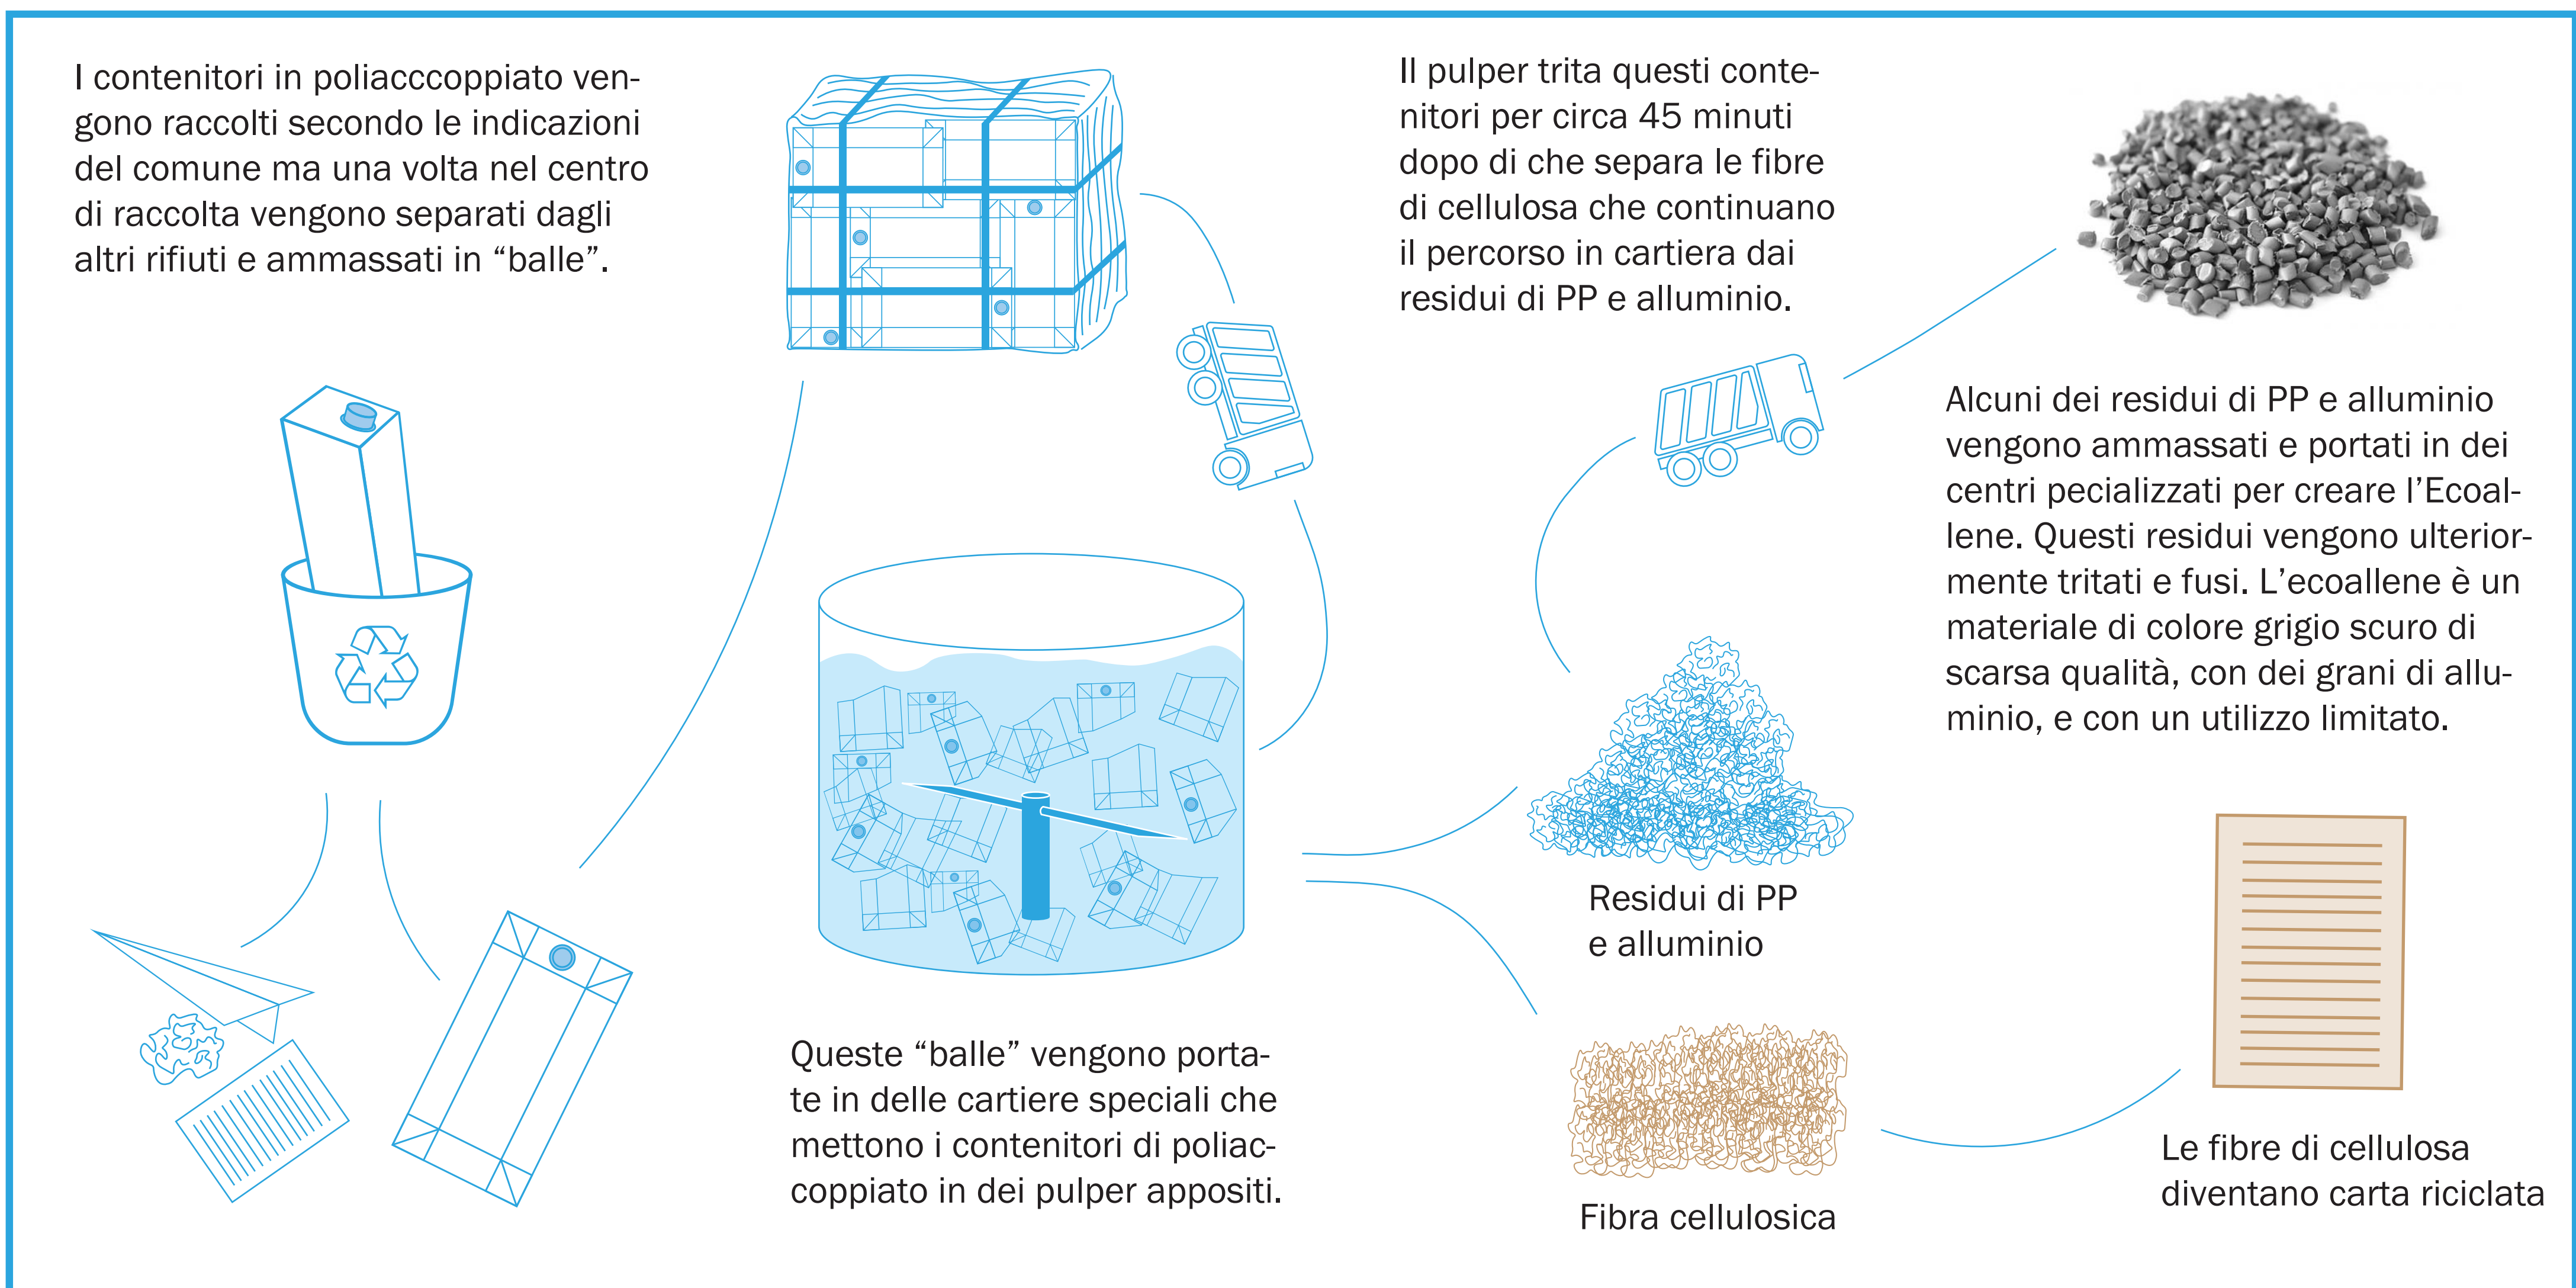 I contenitori in poliacccoppiato ven-
gono raccolti secondo le indicazioni
del comune ma una volta nel centro
di raccolta vengono separati dagli
altri rifiuti e ammassati in “balle”.
Queste “balle” vengono porta-
te in delle cartiere speciali che
mettono i contenitori di poliac-
coppiato in dei pulper appositi.
Il pulper trita questi conte-
nitori per circa 45 minuti
dopo di che separa le fibre
di cellulosa che continuano
il percorso in cartiera dai
residui di PP e alluminio.
Residui di PP
e alluminio
Fibra cellulosica
Alcuni dei residui di PP e alluminio
vengono ammassati e portati in dei
centri pecializzati per creare l’Ecoal-
lene. Questi residui vengono ulterior-
mente tritati e fusi. L’ecoallene è un
materiale di colore grigio scuro di
scarsa qualità, con dei grani di allu-
minio, e con un utilizzo limitato.
Le fibre di cellulosa
diventano carta riciclata